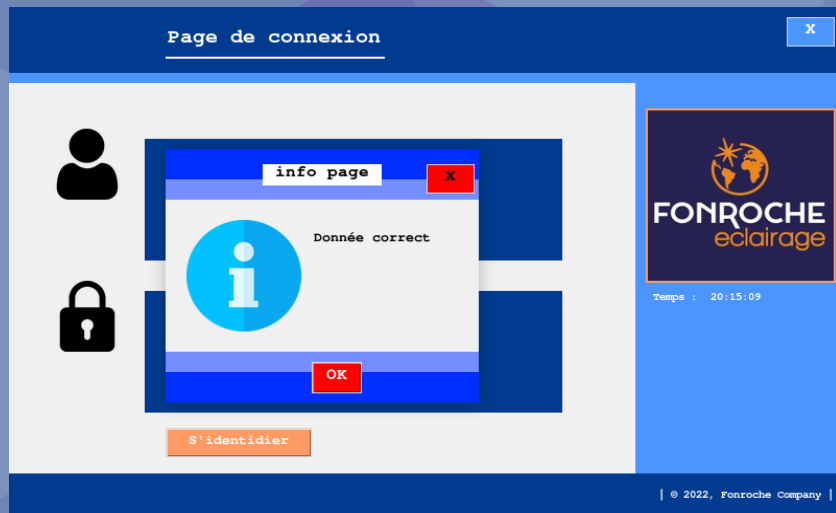 Page de connexion
X
info page
X
Donnée correct
OK
S'identidier
FONROCHE
eclairage
Temps : 20:15:09
| © 2022, Fonroche Company |